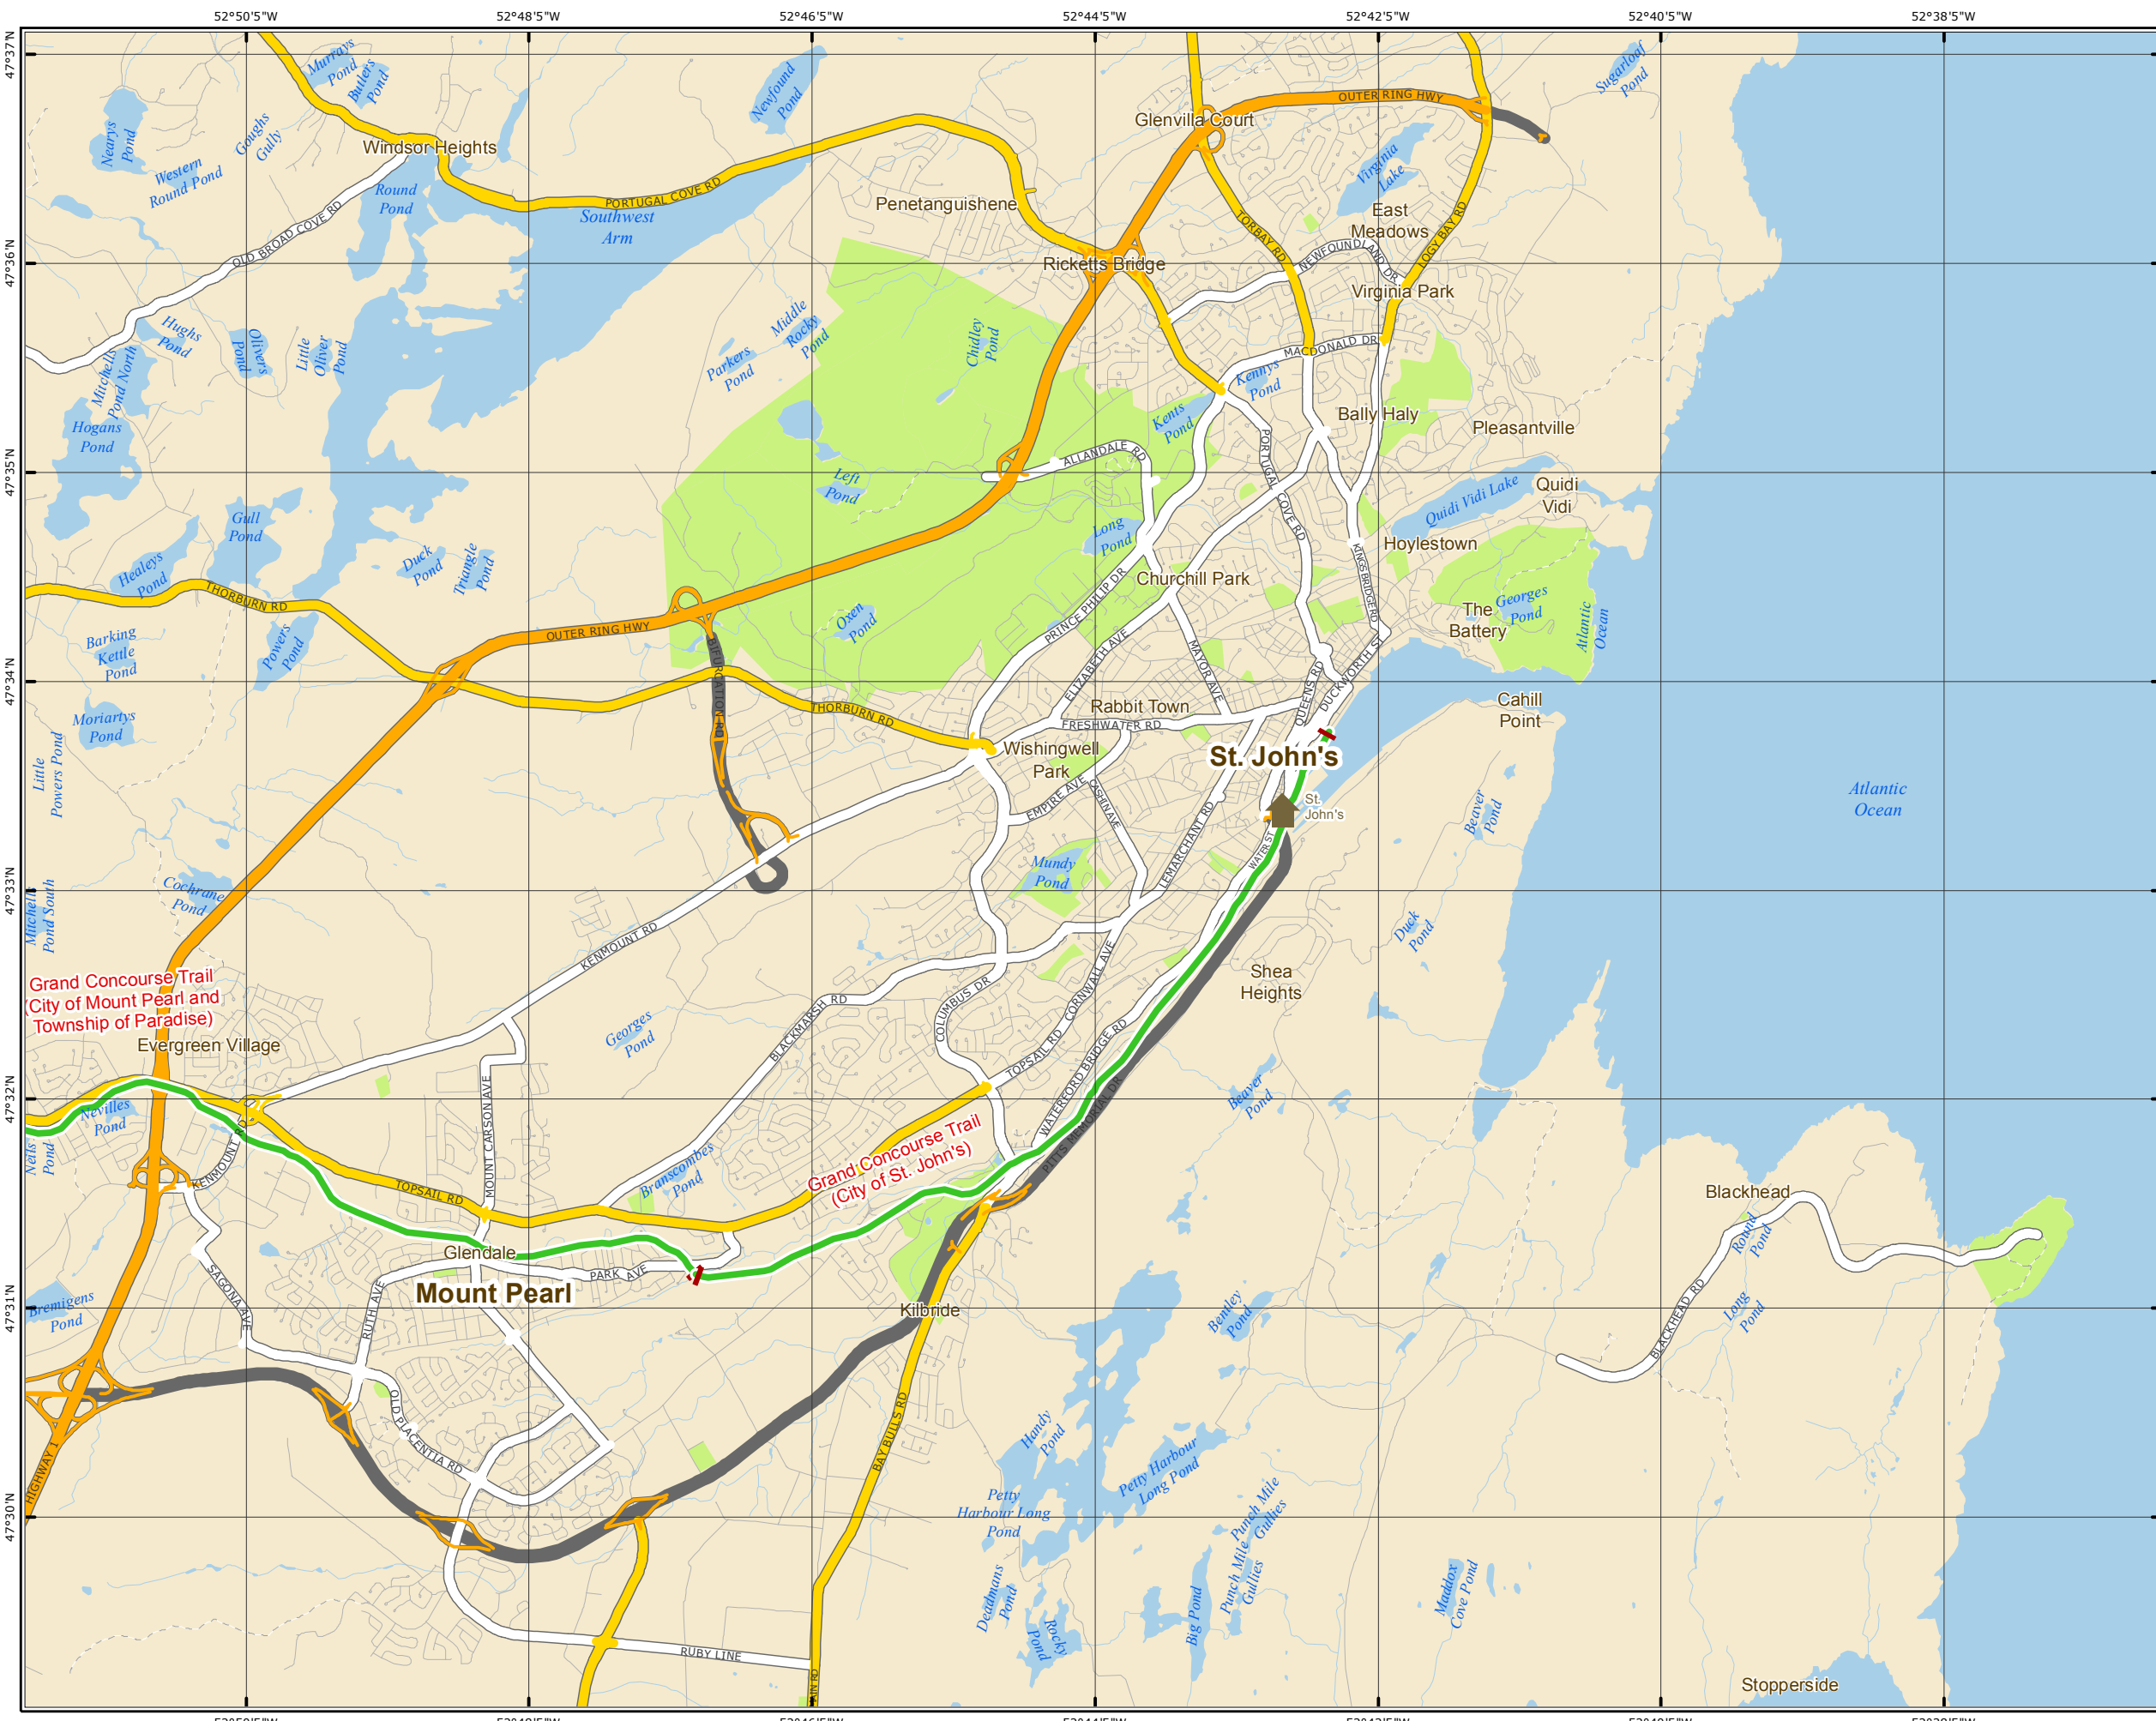 52°50'5"W
52°48'5"W
52°46'5"W
52°44'5"W
52°42'5"W
52°40'5"W
52°38'5"W
47°37'N
47°36'N
47°35'N
47°34'N
47°33'N
47°32'N
47°31'N
47°30'N
Murrays
Pond
Butlers
Pond
Nearys
Pond
Goughs
Gully
Western
Round Pond
Windsor Heights
Round
Pond
OLD BROAD COVE RD
Newfound
Pond
PORTUGAL COVE RD
Southwest
Arm
Penetanguishene
Glenvilla Court
OUTER RING HWY
Sugarloaf
Pond
Virginia
Lake
East
Meadows
TORBAY RD
LOGY BAY RD
NEWFOUNDLAND DR
Ricketts Bridge
Virginia Park
Hughs
Pond
Olivers
Pond
Little
Oliver
Pond
Mitchells
Pond North
Hogans
Pond
Middle
Rocky
Pond
Parkers
Pond
Chidley
Pond
MACDONALD DR
Kennys
Pond
Kents
Pond
Bally Haly
Pleasantville
ALLANDALE RD
PORTUGAL COVE RD
Left
Pond
Quidi Vidi Lake
Quidi
Vidi
Gull
Pond
Long
Pond
Hoylestown
Healeys
Pond
Duck
Pond
Triangle
Pond
THORBURN RD
Churchill Park
PRINCE PHILIP DR
KINGS BRIDGE RD
Georges
Pond
The
Battery
Atlantic
Ocean
Barking
Kettle
Pond
Powers
Pond
OUTER RING HWY
Oxen
Pond
BIFURCATION RD
ELIZABETH AVE
MAYOR AVE
QUEENS RD
DUCKWORTH ST
Moriartys
Pond
THORBURN RD
Rabbit Town
FRESHWATER RD
Cahill
Point
Little
Powers Pond
Wishingwell
Park
St. John's
Atlantic
Ocean
EMPIRE AVE
CASHIN AVE
St.
John's
Beaver
Pond
LEMARCHANT RD
WATER ST
Mundy
Pond
Cochrane
Pond
Mitchells
Pond South
KENMOUNT RD
Duck
Pond
Shea
Heights
Grand Concourse Trail
(City of Mount Pearl and
Township of Paradise)
Evergreen Village
Georges
Pond
BLACKMARSH RD
COLUMBUS DR
CORNWALL AVE
TOPSAIL RD
WATERFORD BRIDGE RD
PITTS MEMORIAL DR
Beaver
Pond
Nevilles
Pond
Neils
Pond
KENMOUNT RD
MOUNT CARSON AVE
TOPSAIL RD
Branscombes
Pond
Grand Concourse Trail
(City of St. John's)
Blackhead
Round
Pond
Glendale
PARK AVE
Mount Pearl
SAGONA AVE
RUTH AVE
Bremigens
Pond
Kilbride
Bentley
Pond
Long
Pond
BLACKHEAD RD
HIGHWAY 1
OLD PLACENTIA RD
BAY BULLS RD
Handy
Pond
Petty Harbour
Long Pond
Petty
Harbour Long
Pond
Punch Mile
Gullies
Punch Mile
Gullies
Deadmans
Pond
Rocky
Pond
Big Pond
Maddox
Cove Pond
RUBY LINE
Stopperside